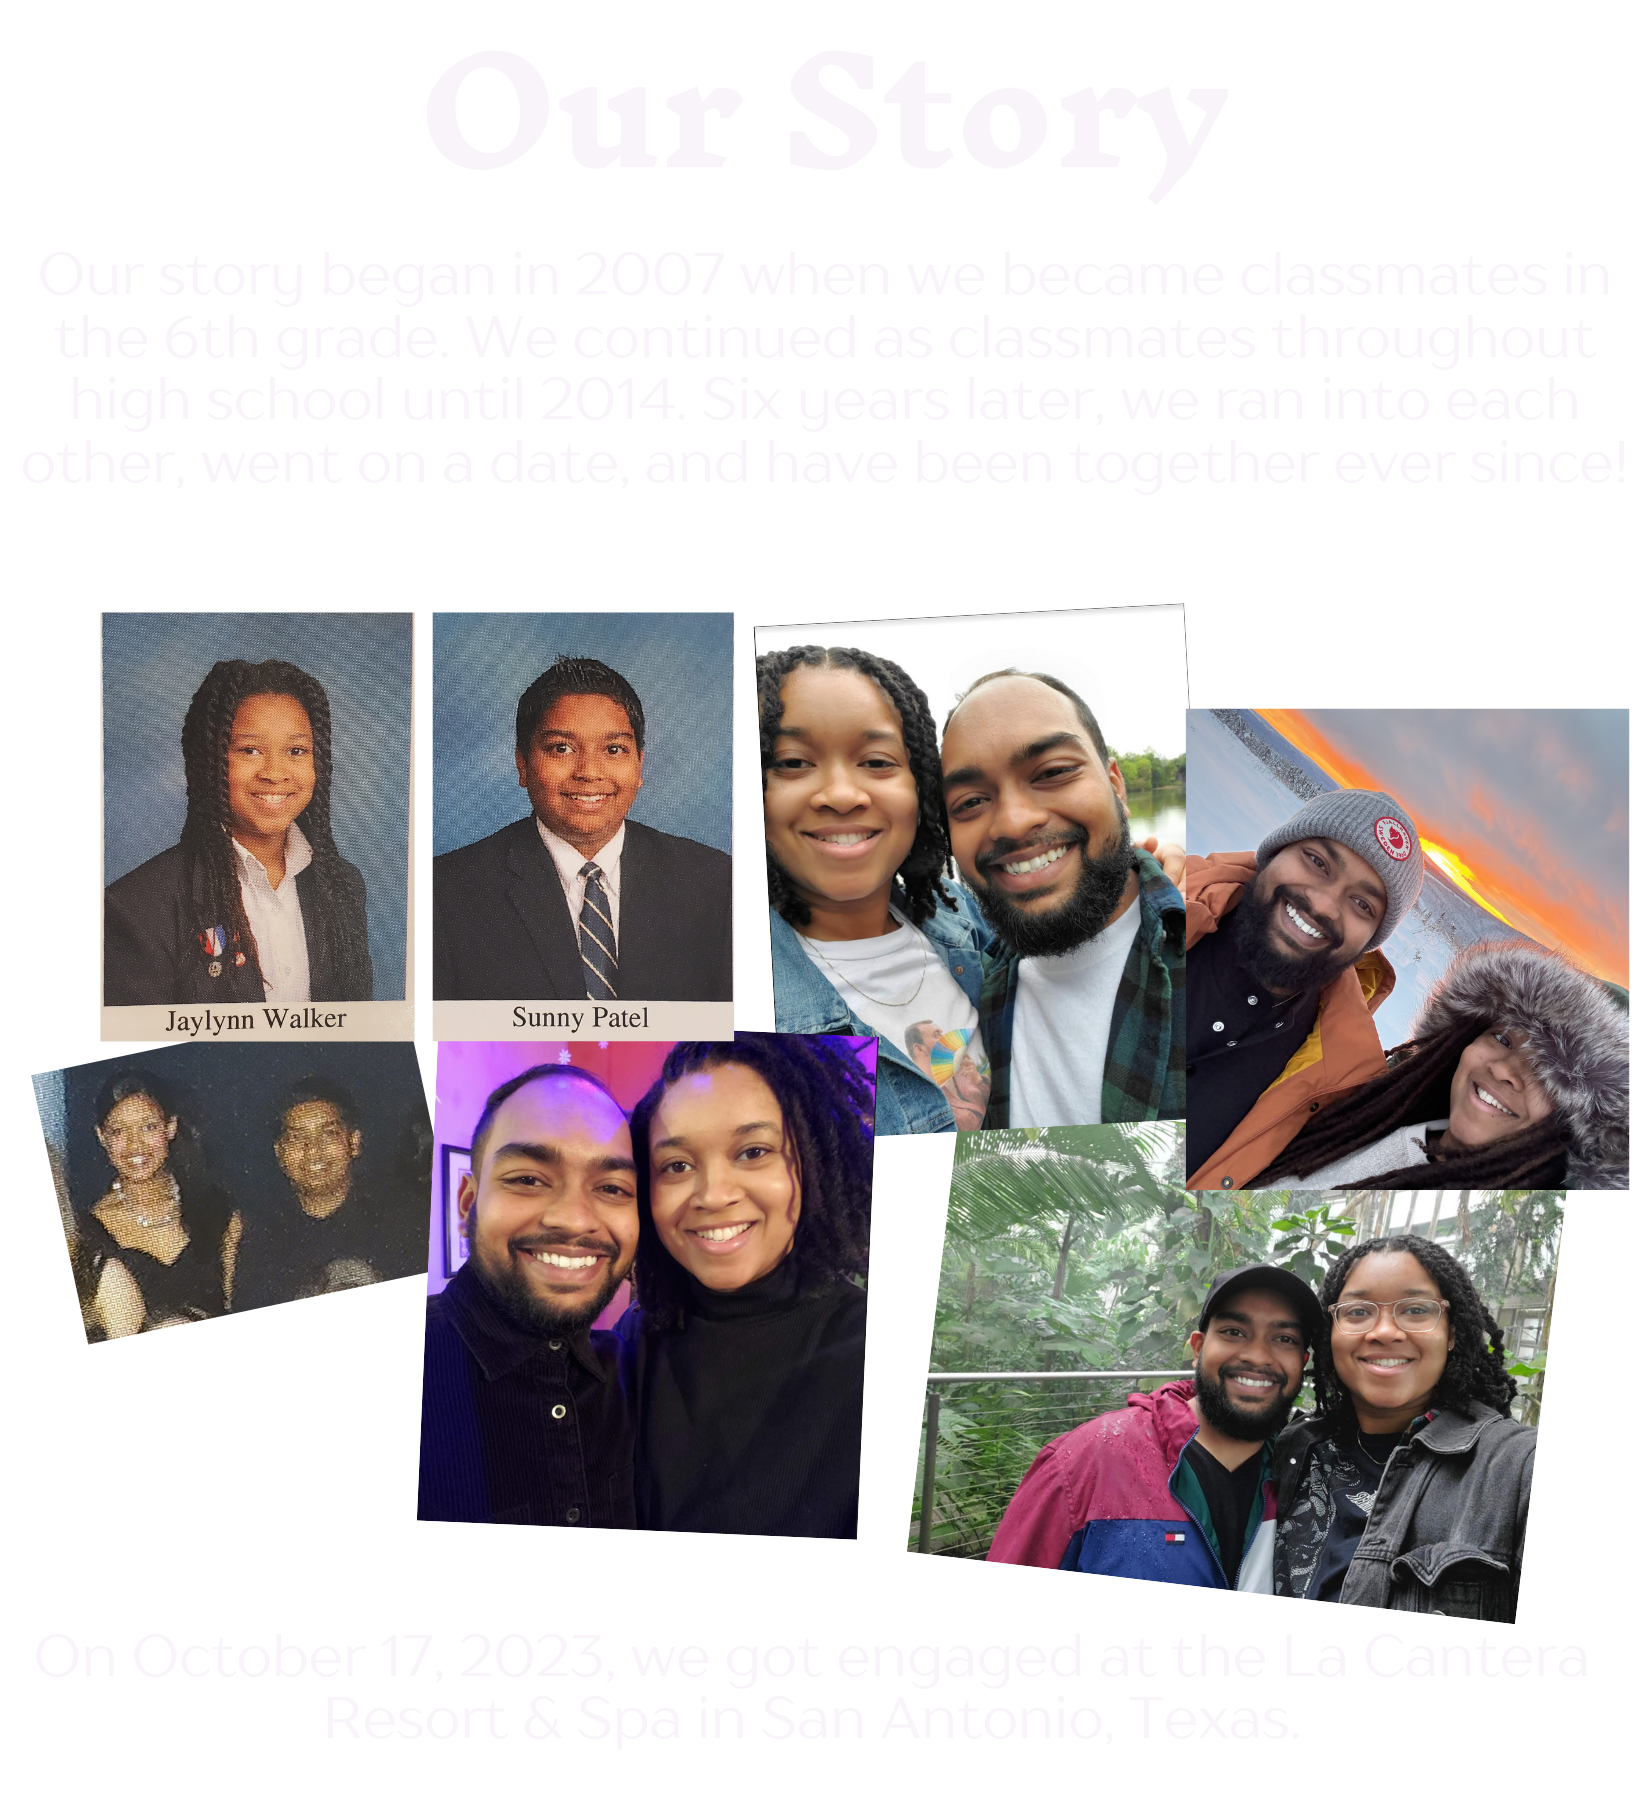 Our Story
Our story began in 2007 when we became classmates in
the 6th grade. We continued as classmates throughout
high school until 2014. Six years later, we ran into each
other, went on a date, and have been together ever since!
Jaylynn Walker
Sunny Patel
On October 17, 2023, we got engaged at the La Cantera
Resort & Spa in San Antonio, Texas.